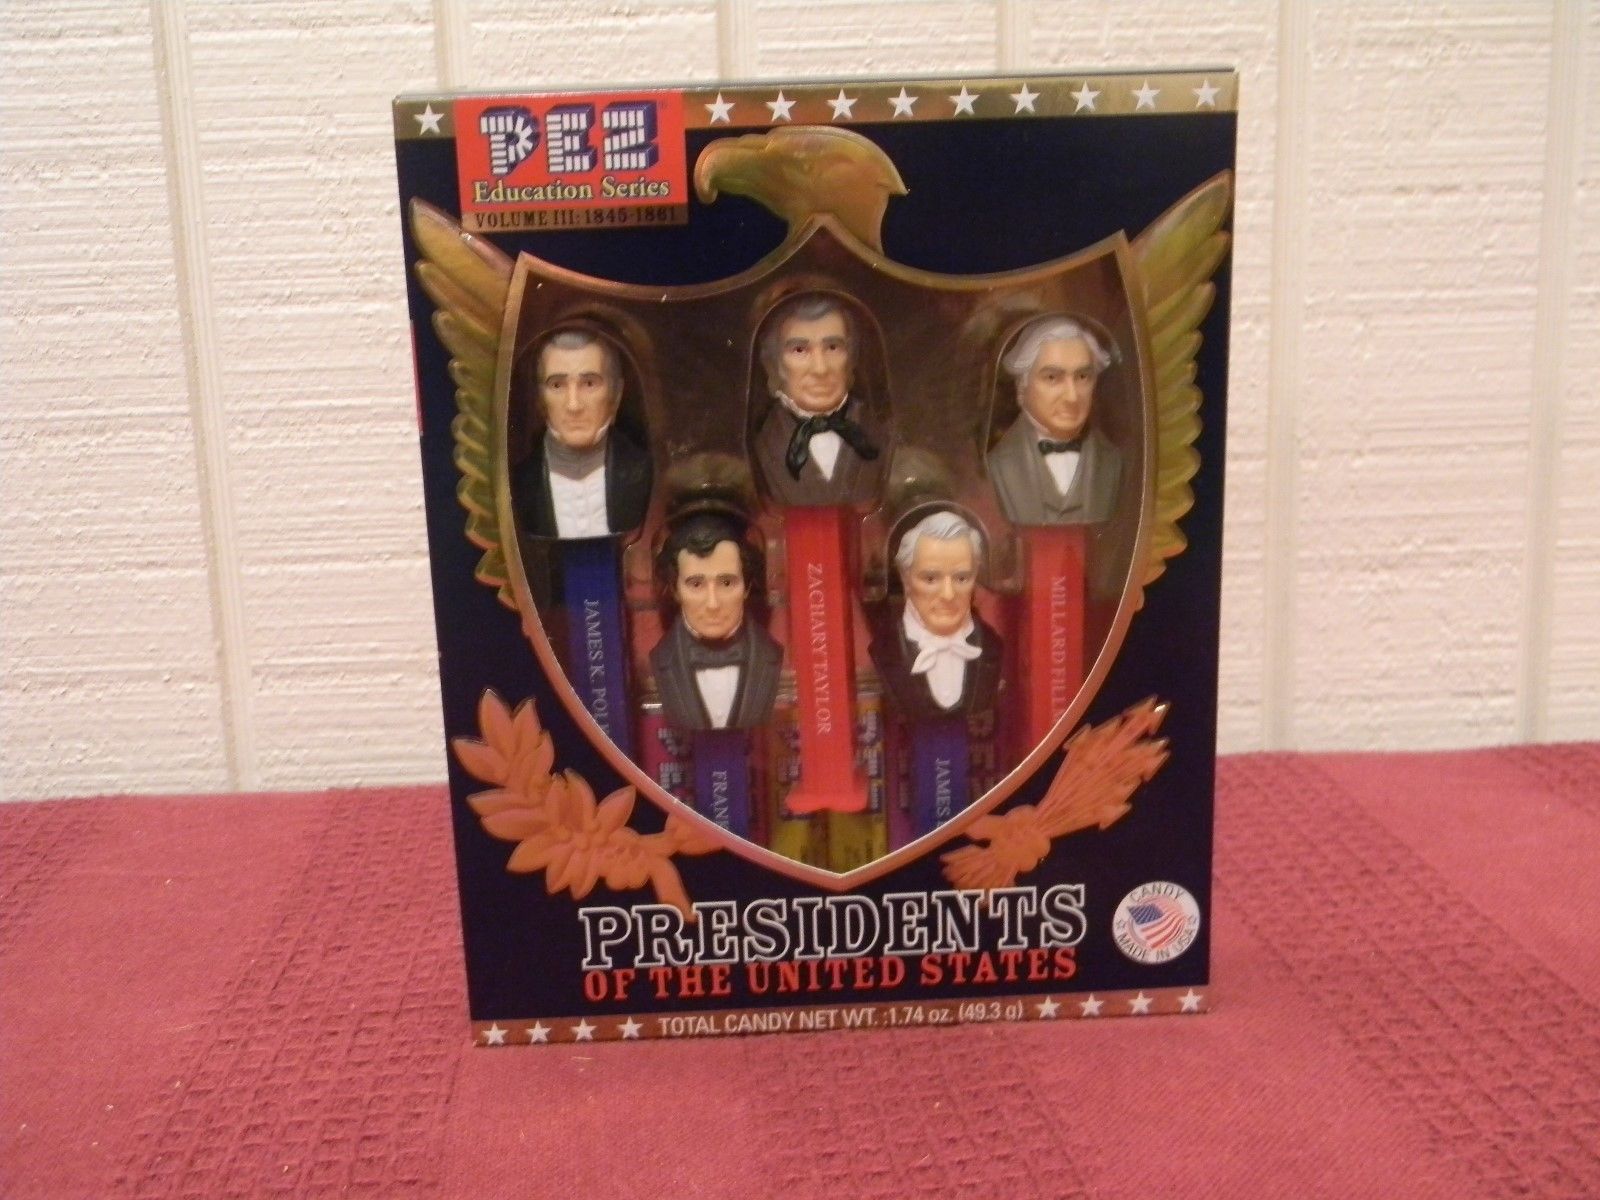 PEZ
Education Series
VOLUME III: 1845-1861
JAMES K. POL
ZACHARY TAYLOR
MILLARD FILL
FRAN
JAMES
PRESIDENTS
OF THE UNITED STATES
CANDY
MADE IN USA
TOTAL CANDY NET WT. :1.74 oz. (49.3 g)